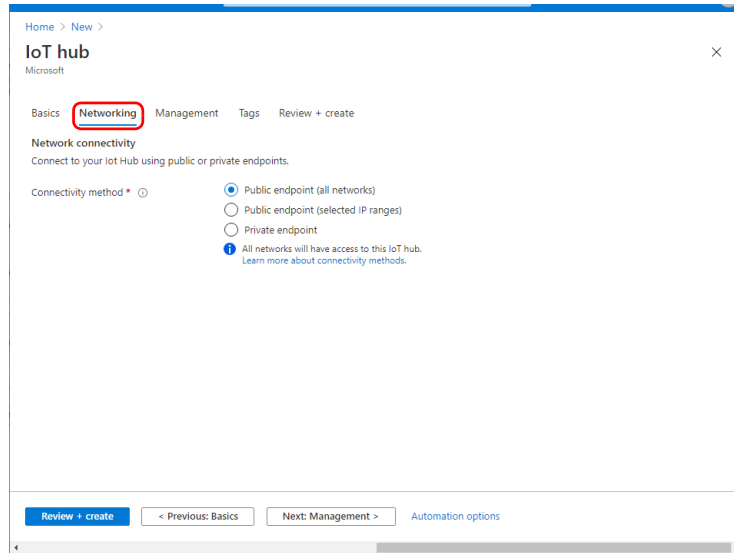 Home > New >
IoT hub
Microsoft
Basics Networking Management Tags Review + create
Network connectivity
Connect to your Iot Hub using public or private endpoints.
Connectivity method *
Public endpoint (all networks)
Public endpoint (selected IP ranges)
Private endpoint
All networks will have access to this IoT hub.
Learn more about connectivity methods.
Review + create < Previous: Basics Next: Management > Automation options